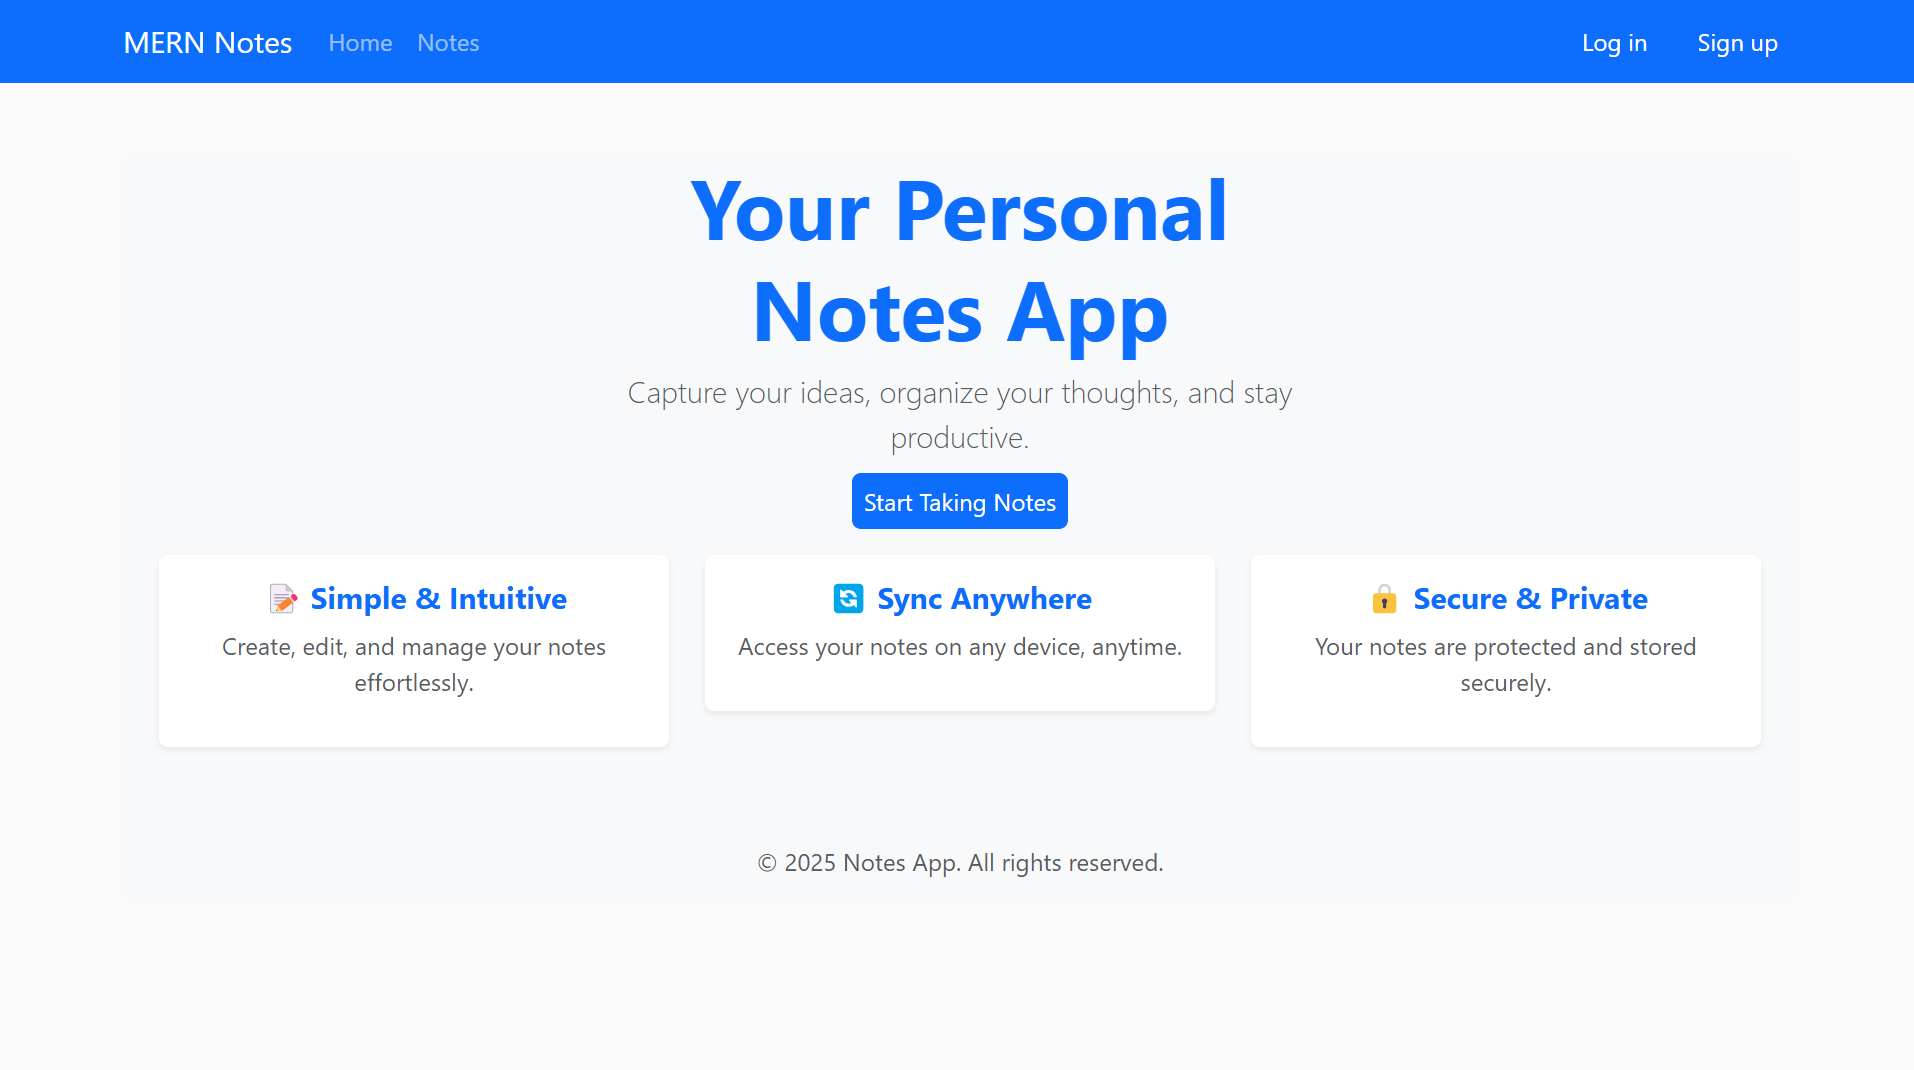 MERN Notes Home Notes Log in Sign up
Your Personal
Notes App
Capture your ideas, organize your thoughts, and stay
productive.
Start Taking Notes
Simple & Intuitive
Create, edit, and manage your notes
effortlessly.
Sync Anywhere
Access your notes on any device, anytime.
Secure & Private
Your notes are protected and stored
securely.
© 2025 Notes App. All rights reserved.